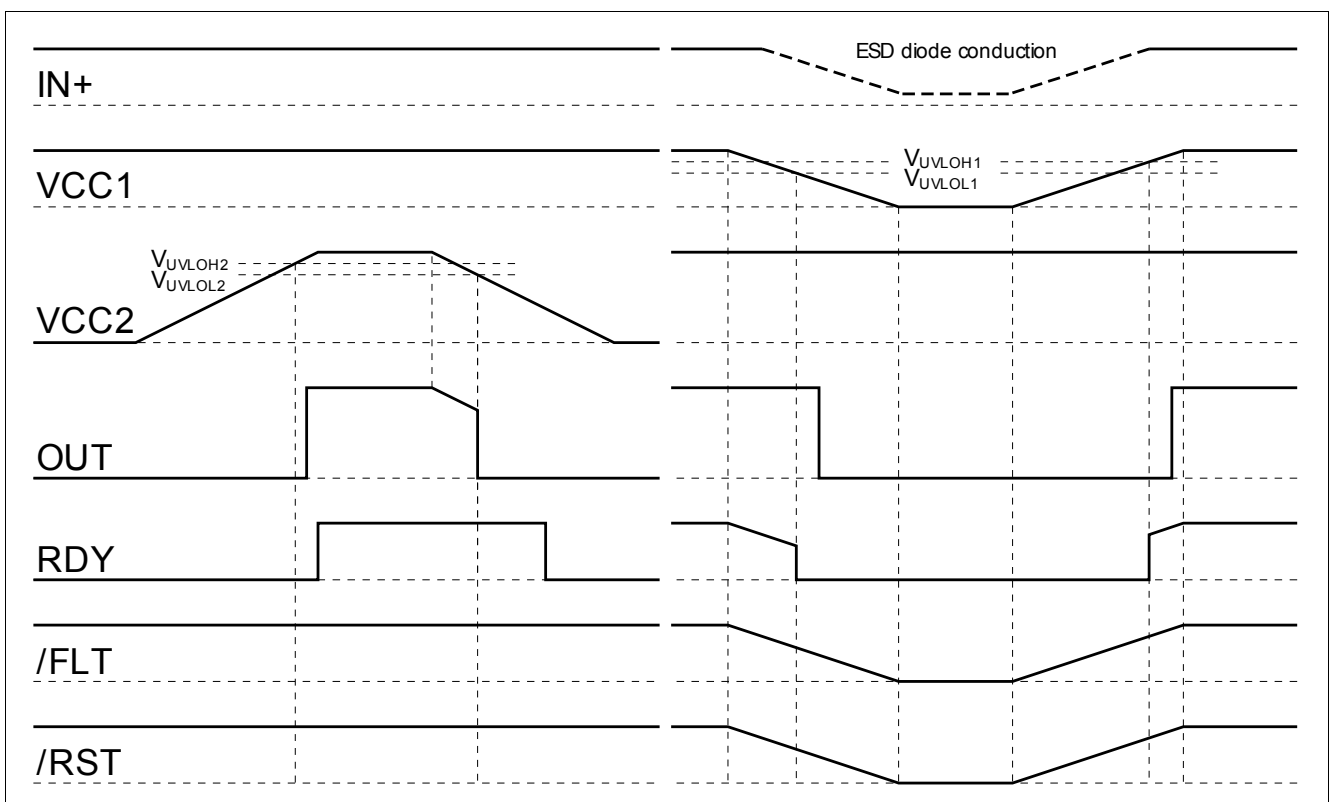 IN+
ESD diode conduction
VCC1
VUVLOH1
VUVLOL1
VUVLOH2
VUVLOL2
VCC2
OUT
RDY
/FLT
/RST